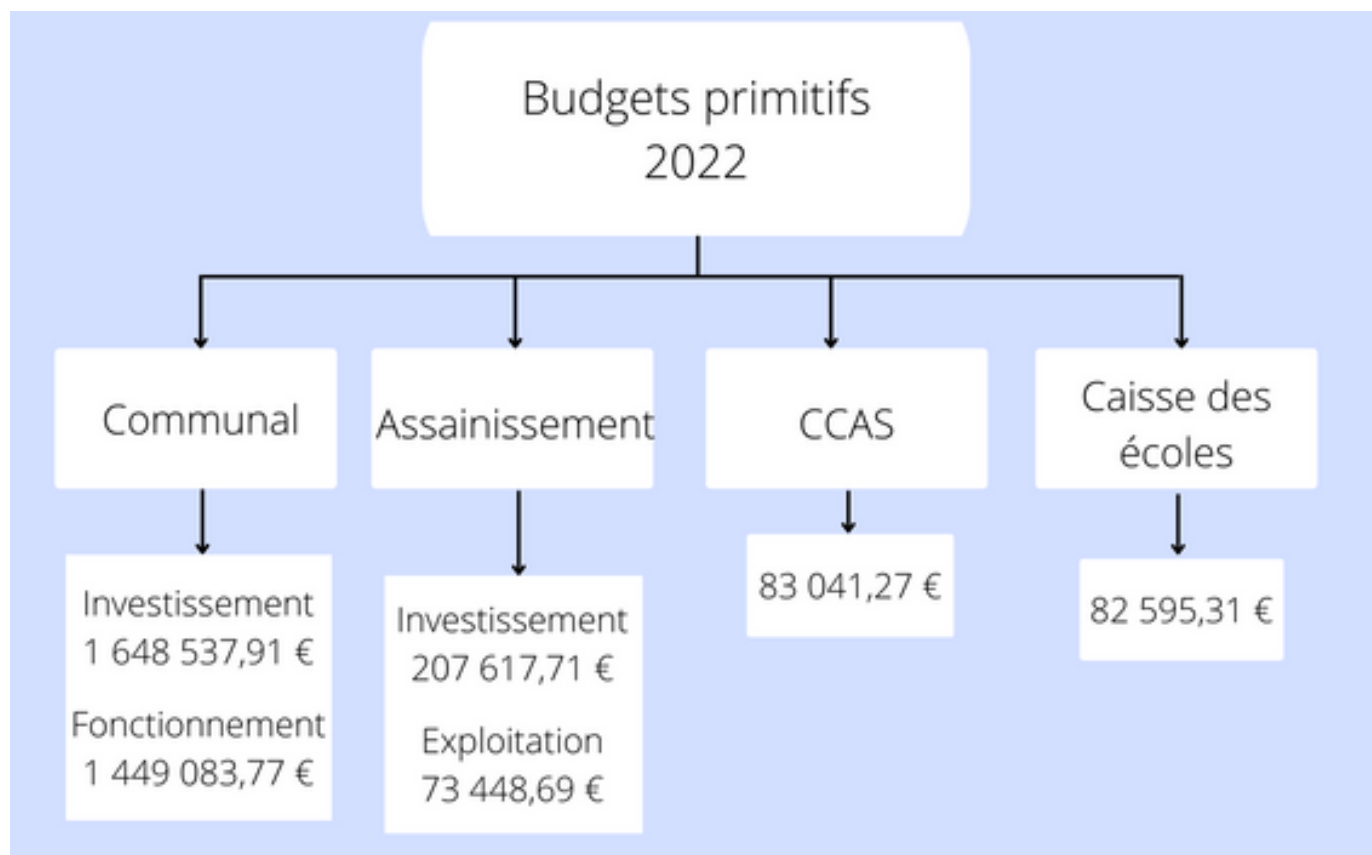 Budgets primitifs
2022
Communal
Assainissement
CCAS
Caisse des
écoles
Investissement
1 648 537,91 €
Fonctionnement
1 449 083,77 €
Investissement
207 617,71 €
Exploitation
73 448,69 €
83 041,27 €
82 595,31 €